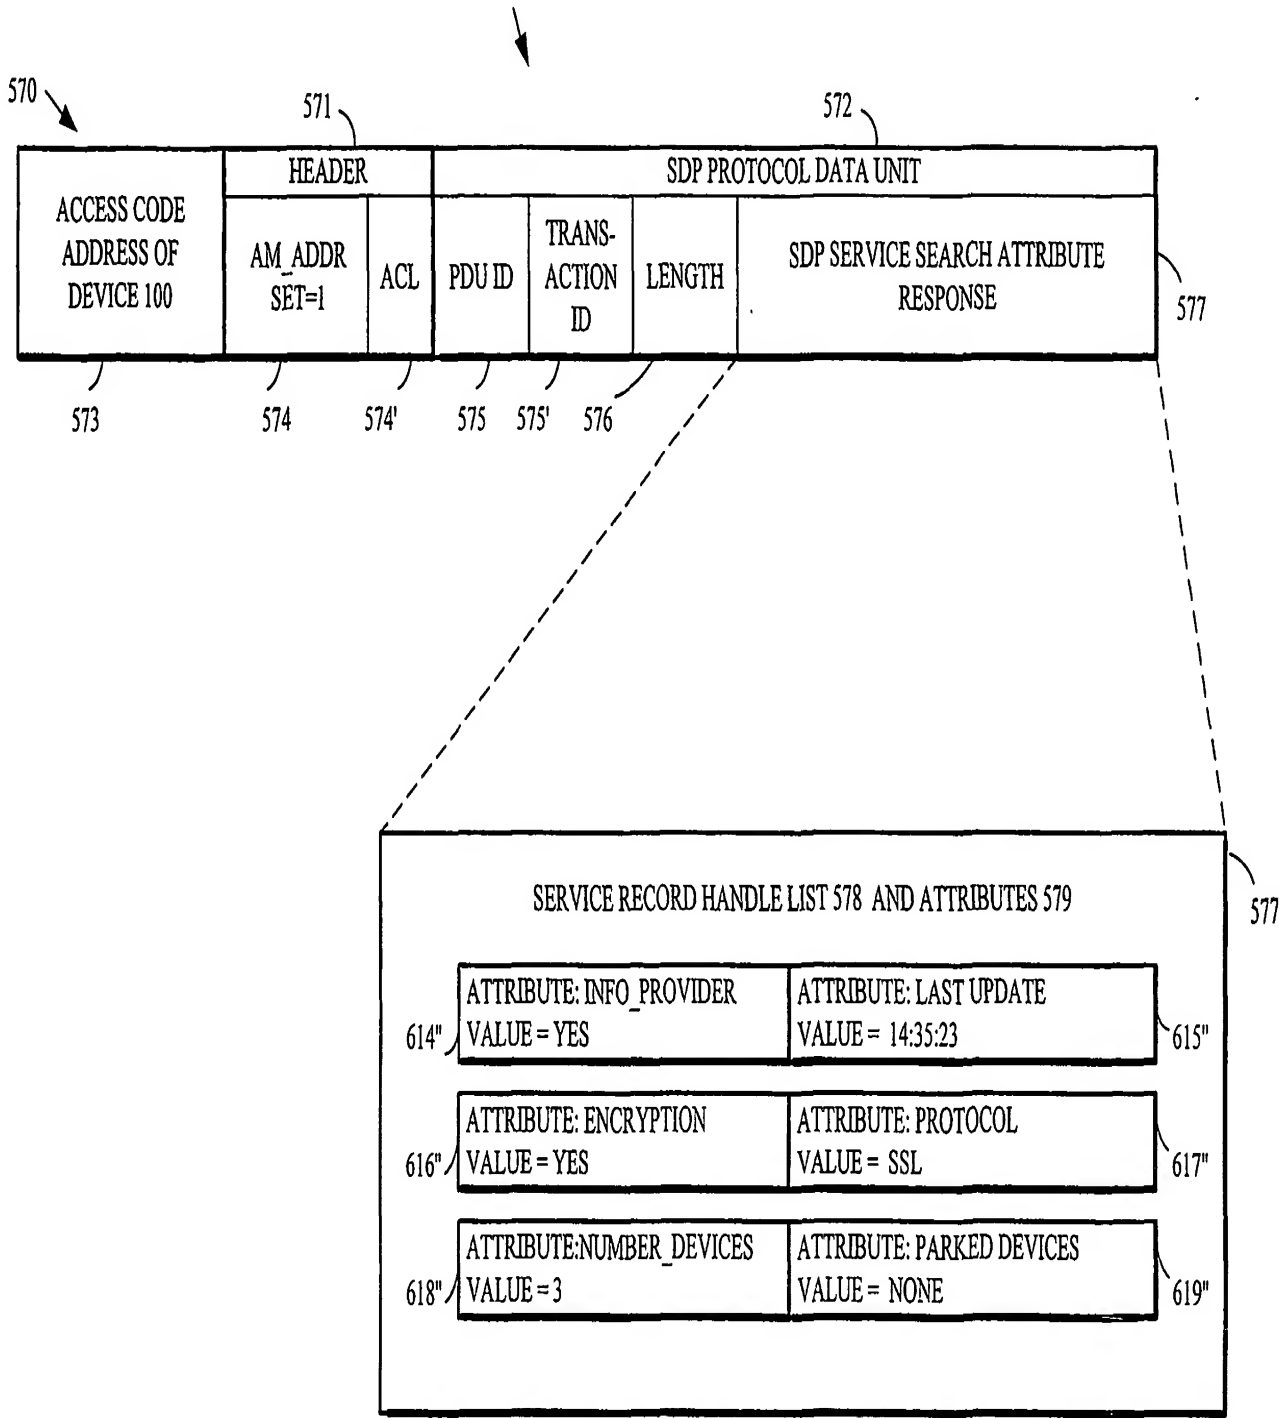 570
571
572
HEADER
SDP PROTOCOL DATA UNIT
ACCESS CODE
ADDRESS OF
DEVICE 100
AM_ADDR
SET=1
ACL
PDU ID
TRANS-
ACTION
ID
LENGTH
SDP SERVICE SEARCH ATTRIBUTE
RESPONSE
577
573
574
574'
575
575'
576
SERVICE RECORD HANDLE LIST 578 AND ATTRIBUTES 579
577
ATTRIBUTE: INFO_PROVIDER
VALUE = YES
ATTRIBUTE: LAST UPDATE
VALUE = 14:35:23
614"
615"
ATTRIBUTE: ENCRYPTION
VALUE = YES
ATTRIBUTE: PROTOCOL
VALUE = SSL
616"
617"
ATTRIBUTE:NUMBER_DEVICES
VALUE = 3
ATTRIBUTE: PARKED DEVICES
VALUE = NONE
618"
619"